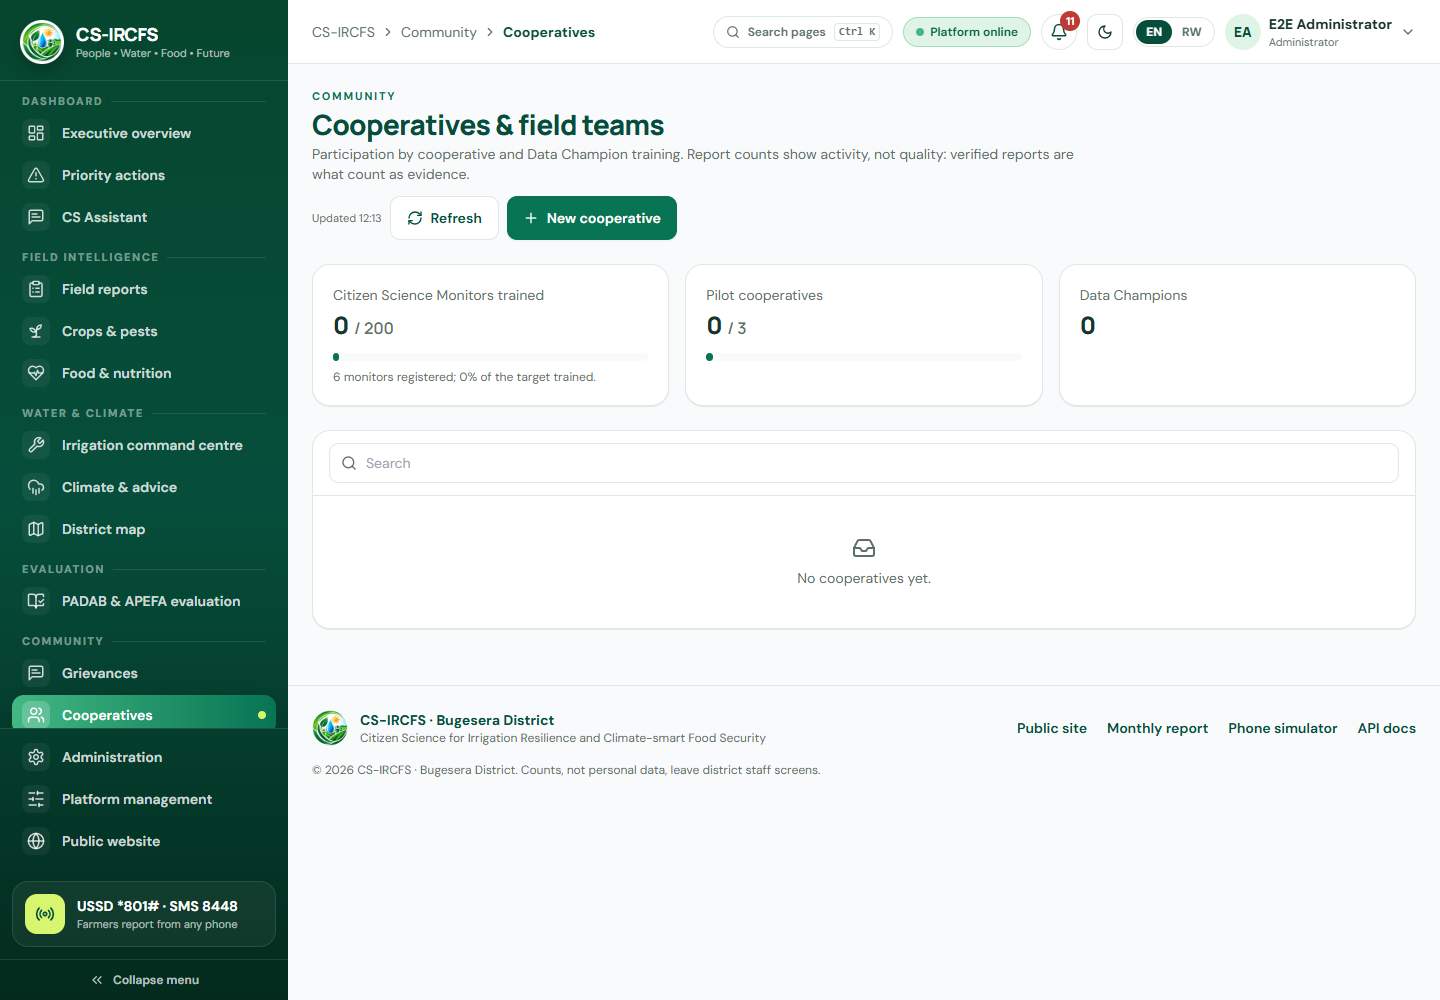 CS-IRCFS
People • Water • Food • Future
DASHBOARD
Executive overview
Priority actions
CS Assistant
FIELD INTELLIGENCE
Field reports
Crops & pests
Food & nutrition
WATER & CLIMATE
Irrigation command centre
Climate & advice
District map
EVALUATION
PADAB & APEFA evaluation
COMMUNITY
Grievances
Cooperatives
Administration
Platform management
Public website
USSD *801# · SMS 8448
Farmers report from any phone
Collapse menu
CS-IRCFS > Community > Cooperatives
Search pages Ctrl K
Platform online
11
EN RW
EA
E2E Administrator
Administrator
COMMUNITY
Cooperatives & field teams
Participation by cooperative and Data Champion training. Report counts show activity, not quality: verified reports are
what count as evidence.
Updated 12:13
Refresh
New cooperative
Citizen Science Monitors trained
0 / 200
6 monitors registered; 0% of the target trained.
Pilot cooperatives
0 / 3
Data Champions
0
Search
No cooperatives yet.
CS-IRCFS · Bugesera District
Citizen Science for Irrigation Resilience and Climate-smart Food Security
Public site Monthly report Phone simulator API docs
© 2026 CS-IRCFS · Bugesera District. Counts, not personal data, leave district staff screens.